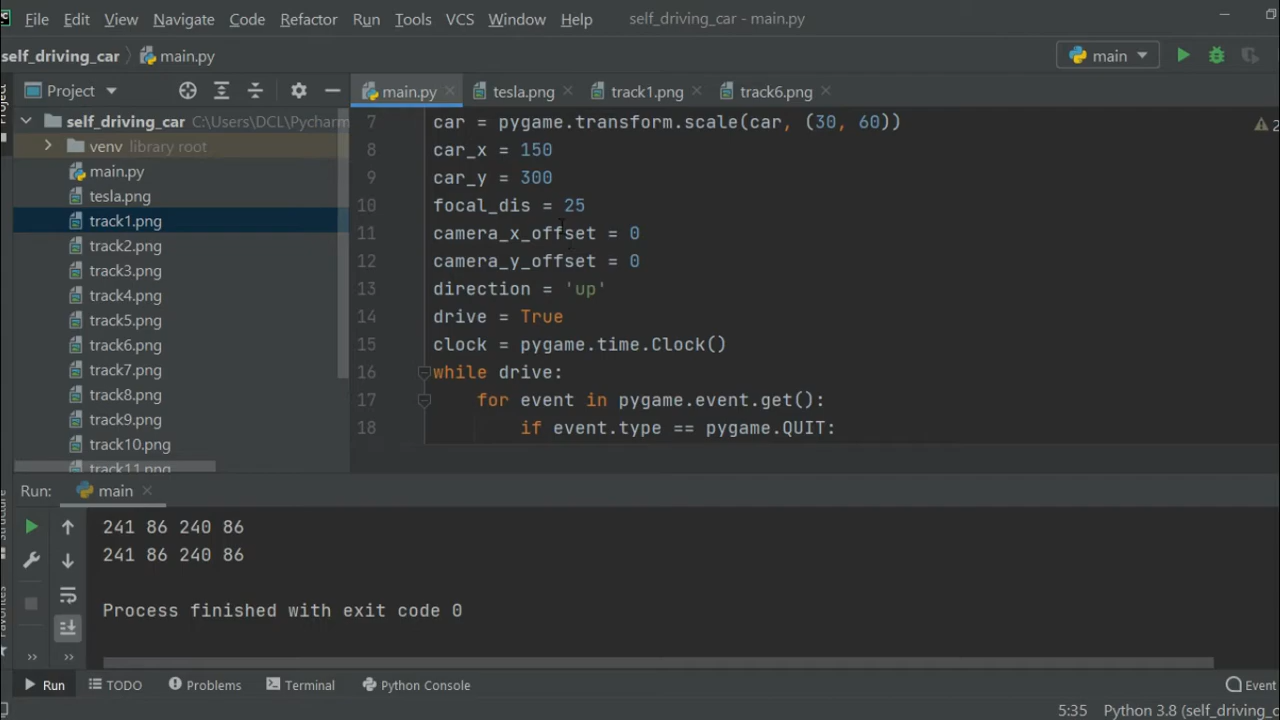 PC File Edit View Navigate Code Refactor Run Tools VCS Window Help self_driving_car - main.py
self_driving_car main.py main
Project
Project main.py tesla.png track1.png track6.png
self_driving_car C:\Users\DCL\Pycharm
venv library root
main.py
tesla.png
track1.png
track2.png
track3.png
track4.png
track5.png
track6.png
track7.png
track8.png
track9.png
track10.png
track11.png
7 car = pygame.transform.scale(car, (30, 60)) 2
8 car_x = 150
9 car_y = 300
10 focal_dis = 25
11 camera_x_offset = 0
12 camera_y_offset = 0
13 direction = 'up'
14 drive = True
15 clock = pygame.time.Clock()
16 while drive:
17 for event in pygame.event.get():
18 if event.type == pygame.QUIT:
Run: main
241 86 240 86
241 86 240 86
Process finished with exit code 0
Structure
Favorites
Run TODO Problems Terminal Python Console Event
5:35 Python 3.8 (self_driving_c